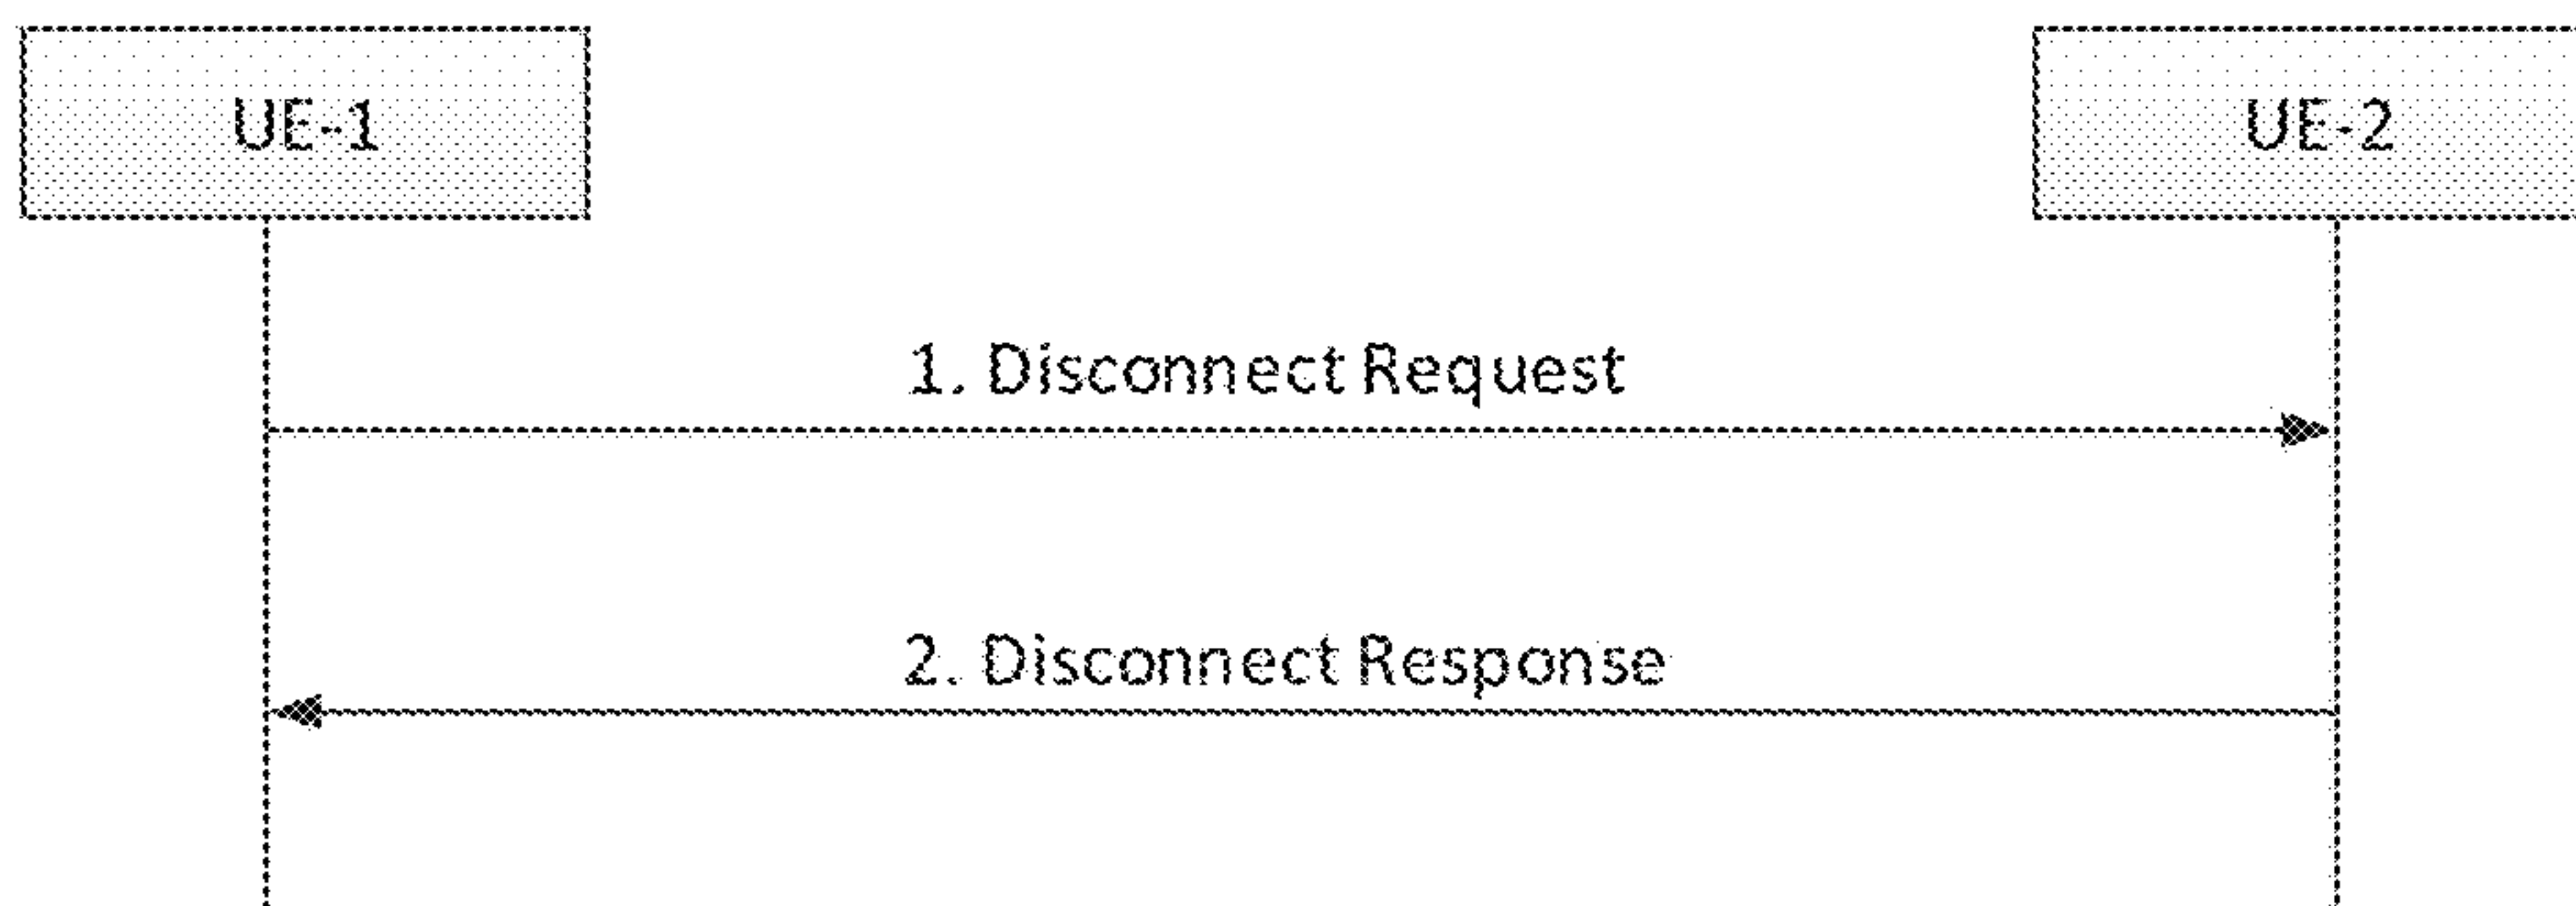 UE-1
UE-2
1. Disconnect Request
2. Disconnect Response